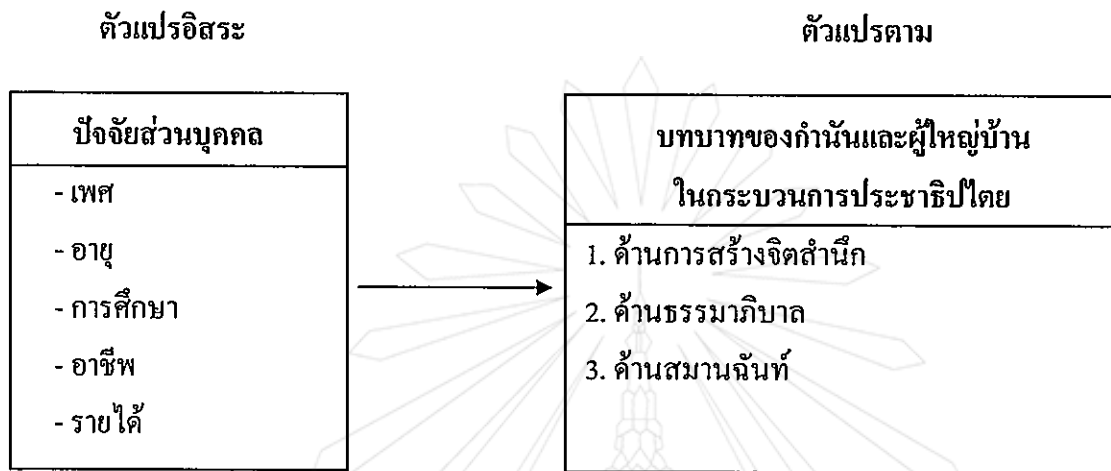 ตัวแปรอิสระ
ตัวแปรตาม
ปัจจัยส่วนบุคคล
- เพศ
- อายุ
- การศึกษา
- อาชีพ
- รายได้
บทบาทของกำนันและผู้ใหญ่บ้าน
ในกระบวนการประชาธิปไตย
1. ด้านการสร้างจิตสำนึก
2. ด้านธรรมาภิบาล
3. ด้านสมานฉันท์